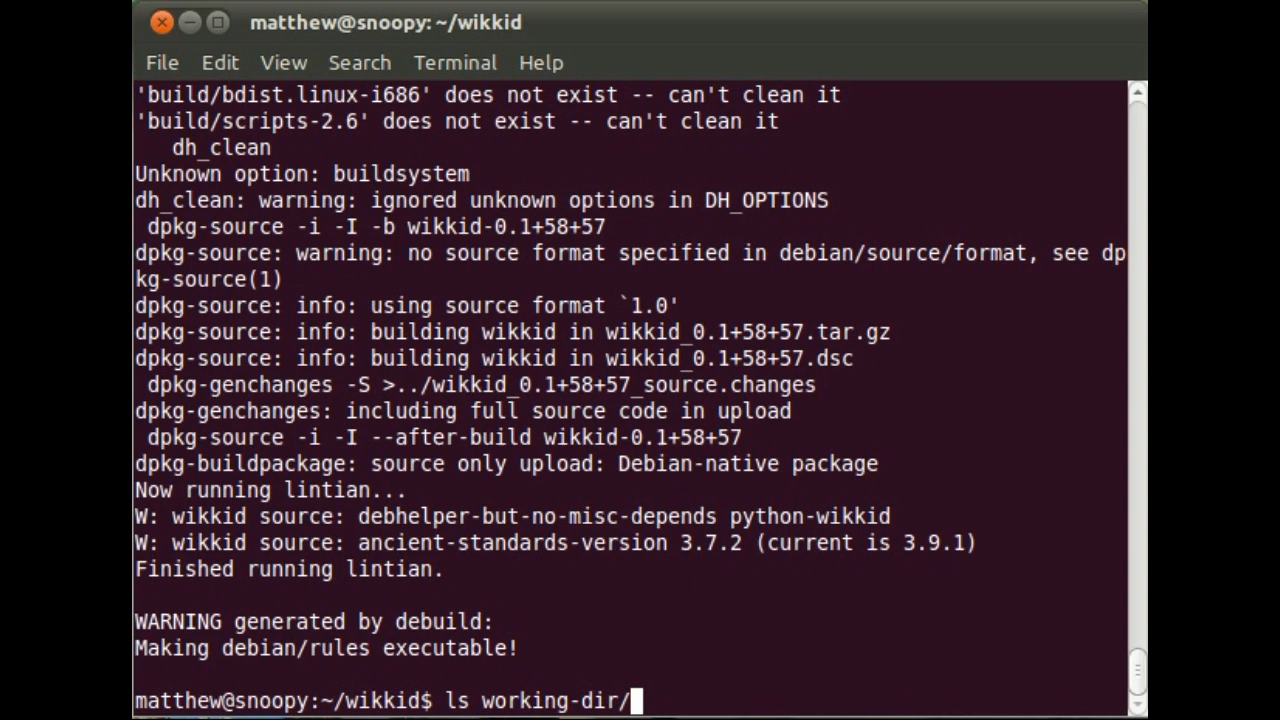 matthew@snoopy: ~/wikkid
File Edit View Search Terminal Help
'build/bdist.linux-i686' does not exist -- can't clean it
'build/scripts-2.6' does not exist -- can't clean it
   dh_clean
Unknown option: buildsystem
dh_clean: warning: ignored unknown options in DH_OPTIONS
 dpkg-source -i -I -b wikkid-0.1+58+57
dpkg-source: warning: no source format specified in debian/source/format, see dp
kg-source(1)
dpkg-source: info: using source format `1.0'
dpkg-source: info: building wikkid in wikkid_0.1+58+57.tar.gz
dpkg-source: info: building wikkid in wikkid_0.1+58+57.dsc
 dpkg-genchanges -S >../wikkid_0.1+58+57_source.changes
dpkg-genchanges: including full source code in upload
 dpkg-source -i -I --after-build wikkid-0.1+58+57
dpkg-buildpackage: source only upload: Debian-native package
Now running lintian...
W: wikkid source: debhelper-but-no-misc-depends python-wikkid
W: wikkid source: ancient-standards-version 3.7.2 (current is 3.9.1)
Finished running lintian.
WARNING generated by debuild:
Making debian/rules executable!
matthew@snoopy:~/wikkid$ ls working-dir/